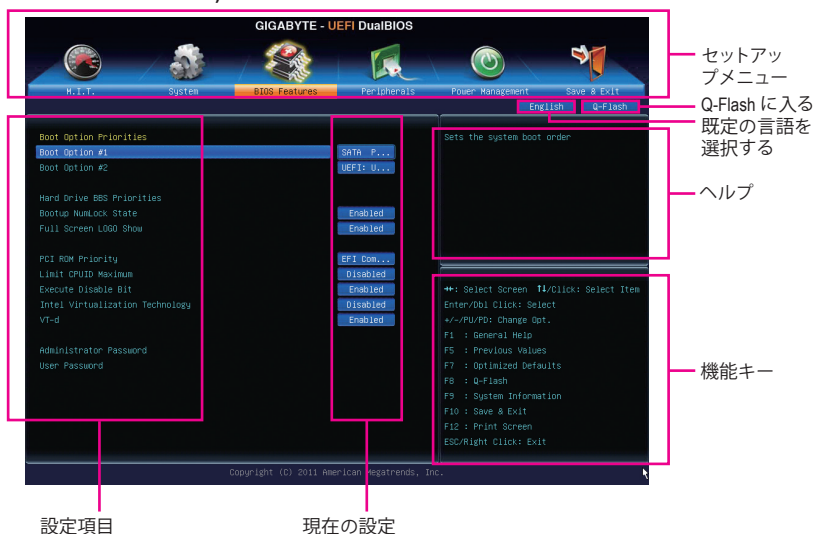 GIGABYTE - UEFI DualBIOS
M.I.T.
System
BIOS Features
Peripherals
Power Management
Save & Exit
English
Q-Flash
セットアッ
プメニュー
Q-Flash に入る
既定の言語を
選択する
ヘルプ
機能キー
Boot Option Priorities
Boot Option #1 SATA P...
Boot Option #2 UEFI: U...
Hard Drive BBS Priorities
Bootup NumLock State Enabled
Full Screen LOGO Show Enabled
PCI ROM Priority EFI Com...
Limit CPUID Maximum Disabled
Execute Disable Bit Enabled
Intel Virtualization Technology Disabled
VT-d Enabled
Administrator Password
User Password
Sets the system boot order
→←: Select Screen ↑↓/Click: Select Item
Enter/Dbl Click: Select
+/-/PU/PD: Change Opt.
F1 : General Help
F5 : Previous Values
F7 : Optimized Defaults
F8 : Q-Flash
F9 : System Information
F10 : Save & Exit
F12 : Print Screen
ESC/Right Click: Exit
Copyright (C) 2011 American Megatrends, Inc.
設定項目
現在の設定